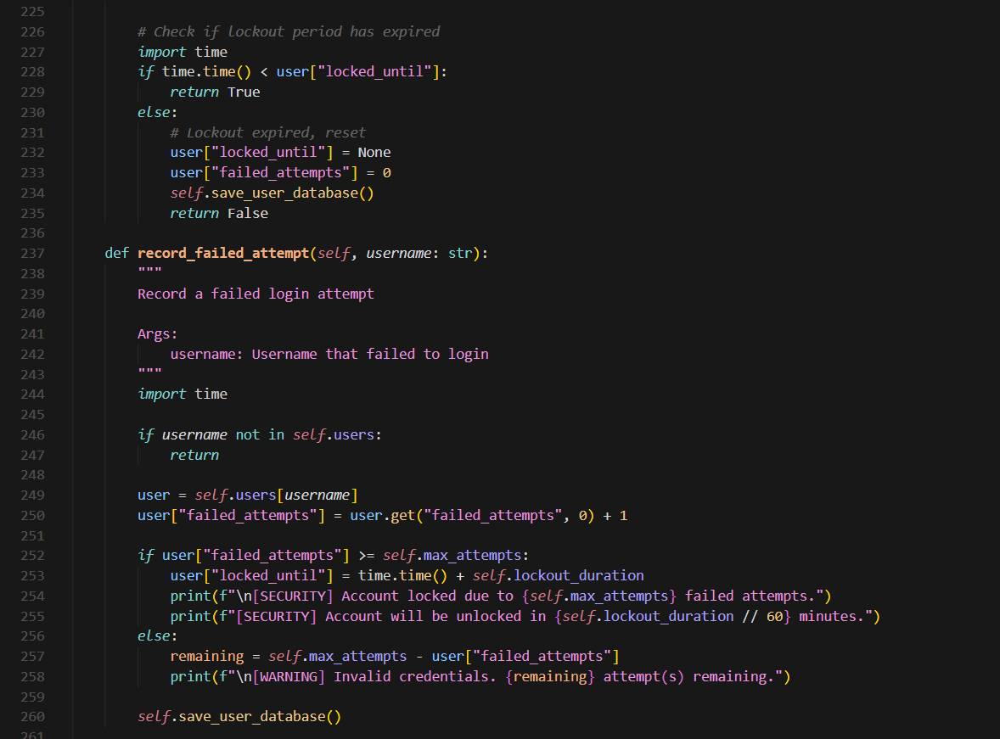 225
226 # Check if lockout period has expired
227 import time
228 if time.time() < user["locked_until"]:
229 return True
230 else:
231 # Lockout expired, reset
232 user["locked_until"] = None
233 user["failed_attempts"] = 0
234 self.save_user_database()
235 return False
236
237 def record_failed_attempt(self, username: str):
238 """
239 Record a failed login attempt
240
241 Args:
242 username: Username that failed to login
243 """
244 import time
245
246 if username not in self.users:
247 return
248
249 user = self.users[username]
250 user["failed_attempts"] = user.get("failed_attempts", 0) + 1
251
252 if user["failed_attempts"] >= self.max_attempts:
253 user["locked_until"] = time.time() + self.lockout_duration
254 print(f"\n[SECURITY] Account locked due to {self.max_attempts} failed attempts.")
255 print(f"[SECURITY] Account will be unlocked in {self.lockout_duration // 60} minutes.")
256 else:
257 remaining = self.max_attempts - user["failed_attempts"]
258 print(f"\n[WARNING] Invalid credentials. {remaining} attempt(s) remaining.")
259
260 self.save_user_database()
261